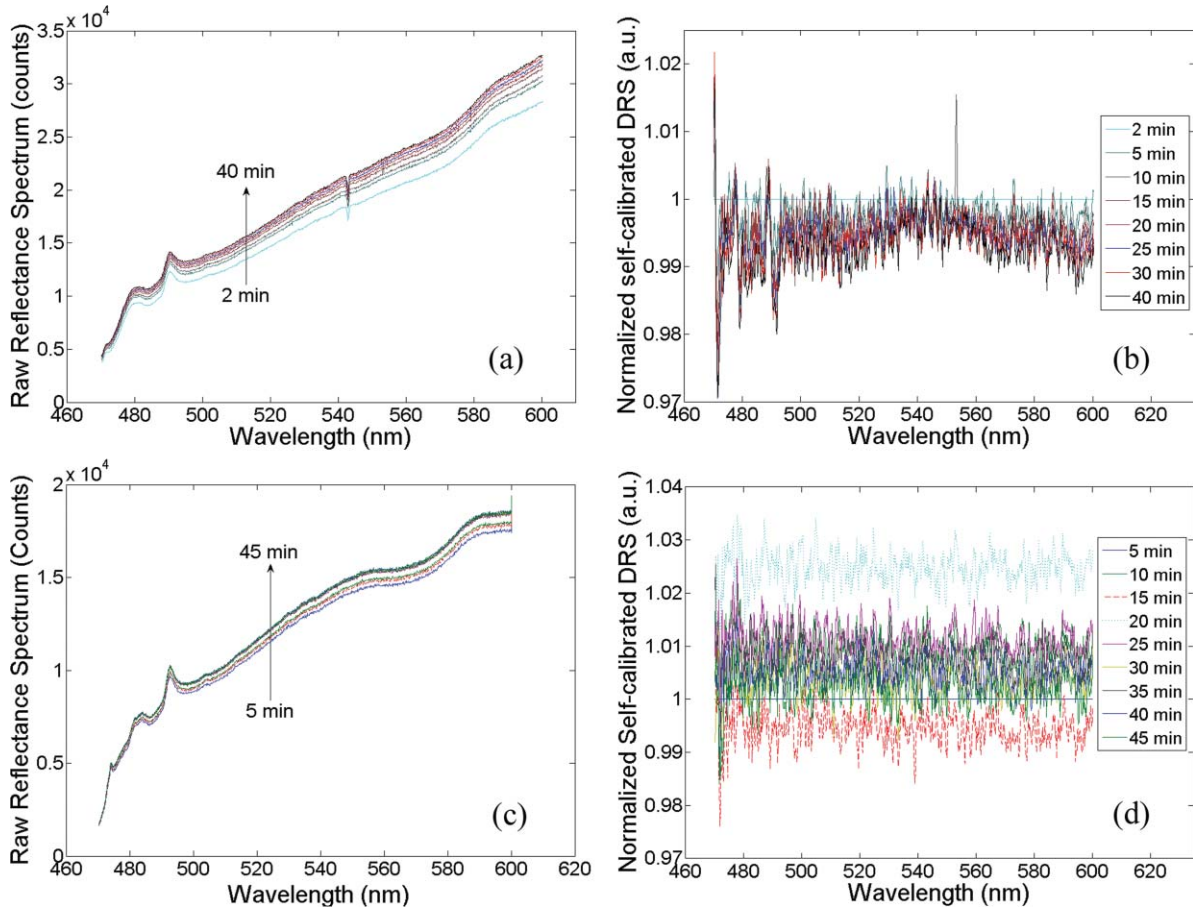 x 10⁴
3.5
3
2.5
2
1.5
1
0.5
0
460 480 500 520 540 560 580 600
Wavelength (nm)
Raw Reflectance Spectrum (counts)
40 min
2 min
(a)
1.02
1.01
1
0.99
0.98
0.97
460 480 500 520 540 560 580 600 620
Wavelength (nm)
Normalized self-calibrated DRS (a.u.)
2 min
5 min
10 min
15 min
20 min
25 min
30 min
40 min
(b)
x 10⁴
2
1.5
1
0.5
0
460 480 500 520 540 560 580 600 620
Wavelength (nm)
Raw Reflectance Spectrum (Counts)
45 min
5 min
(c)
1.04
1.03
1.02
1.01
1
0.99
0.98
0.97
460 480 500 520 540 560 580 600 620
Wavelength (nm)
Normalized Self-calibrated DRS (a.u.)
5 min
10 min
15 min
20 min
25 min
30 min
35 min
40 min
45 min
(d)